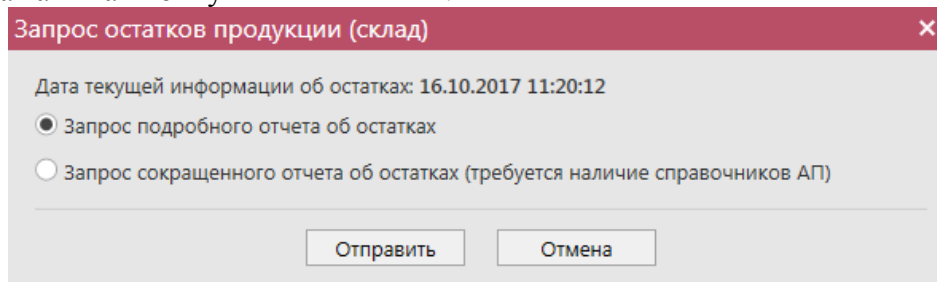 Запрос остатков продукции (склад)
Дата текущей информации об остатках: 16.10.2017 11:20:12
Запрос подробного отчета об остатках
Запрос сокращенного отчета об остатках (требуется наличие справочников АП)
Отправить Отмена